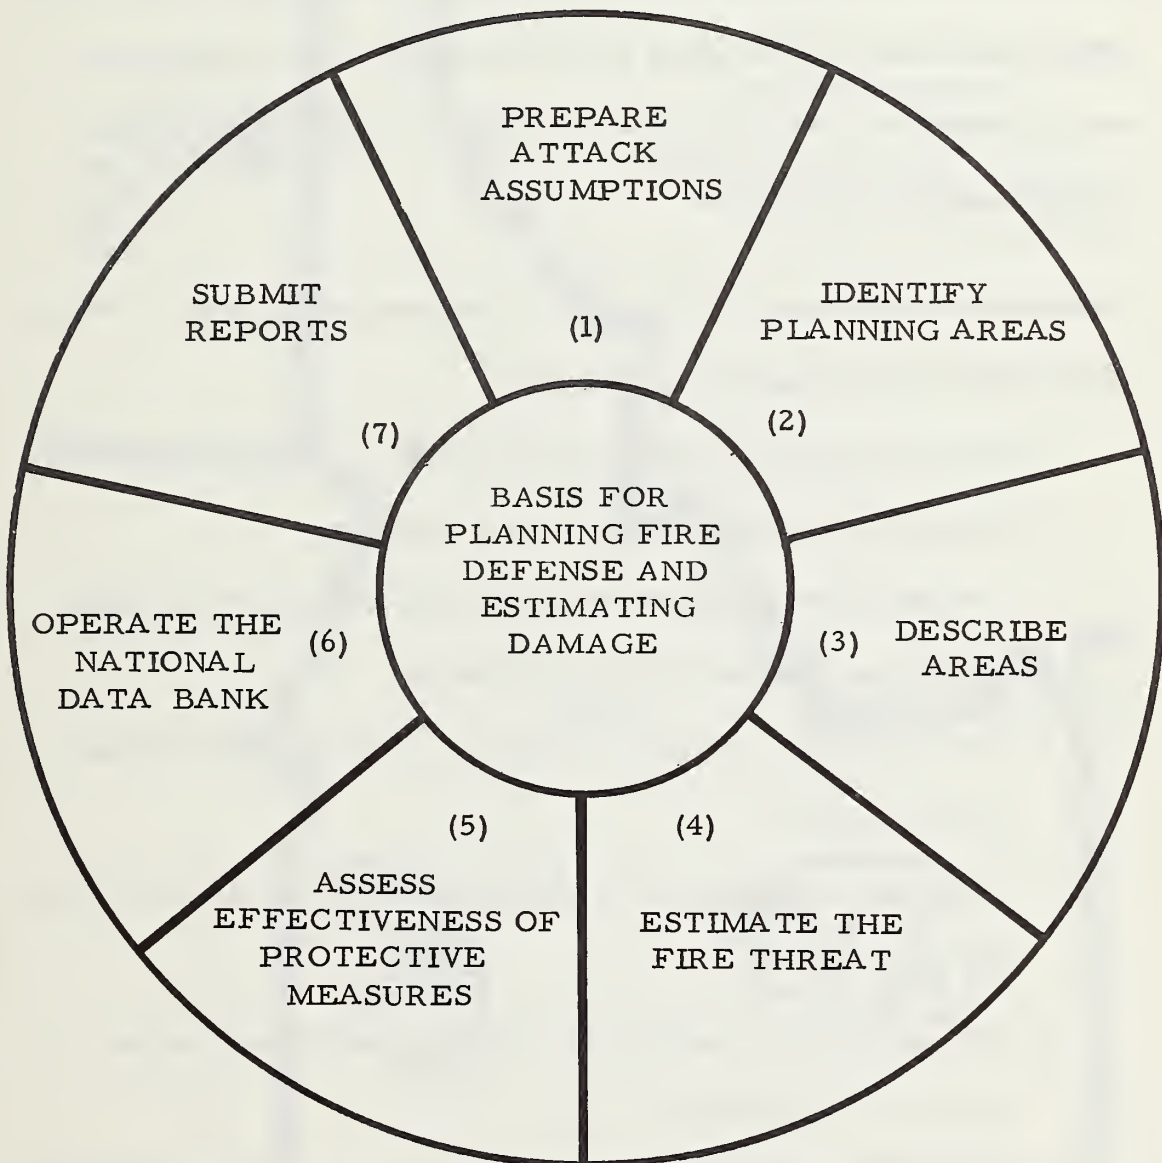 PREPARE
ATTACK
ASSUMPTIONS
(1)
IDENTIFY
PLANNING AREAS
(2)
(3) DESCRIBE
AREAS
(4)
ESTIMATE THE
FIRE THREAT
(5)
ASSESS
EFFECTIVENESS OF
PROTECTIVE
MEASURES
OPERATE THE (6)
NATIONAL
DATA BANK
SUBMIT
REPORTS
(7)
BASIS FOR
PLANNING FIRE
DEFENSE AND
ESTIMATING
DAMAGE